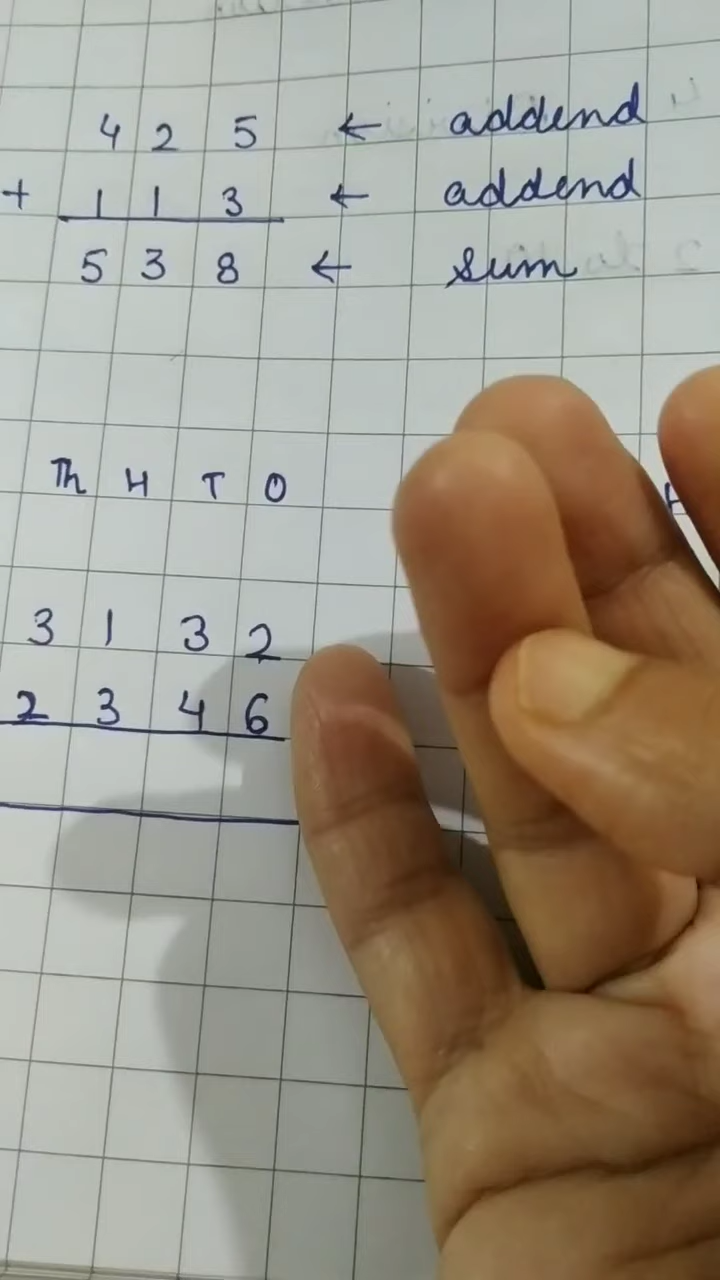 4 2 5 ← addend
+ 1 1 3 ← addend
5 3 8 ← sum
Th H T O
3 1 3 2
2 3 4 6